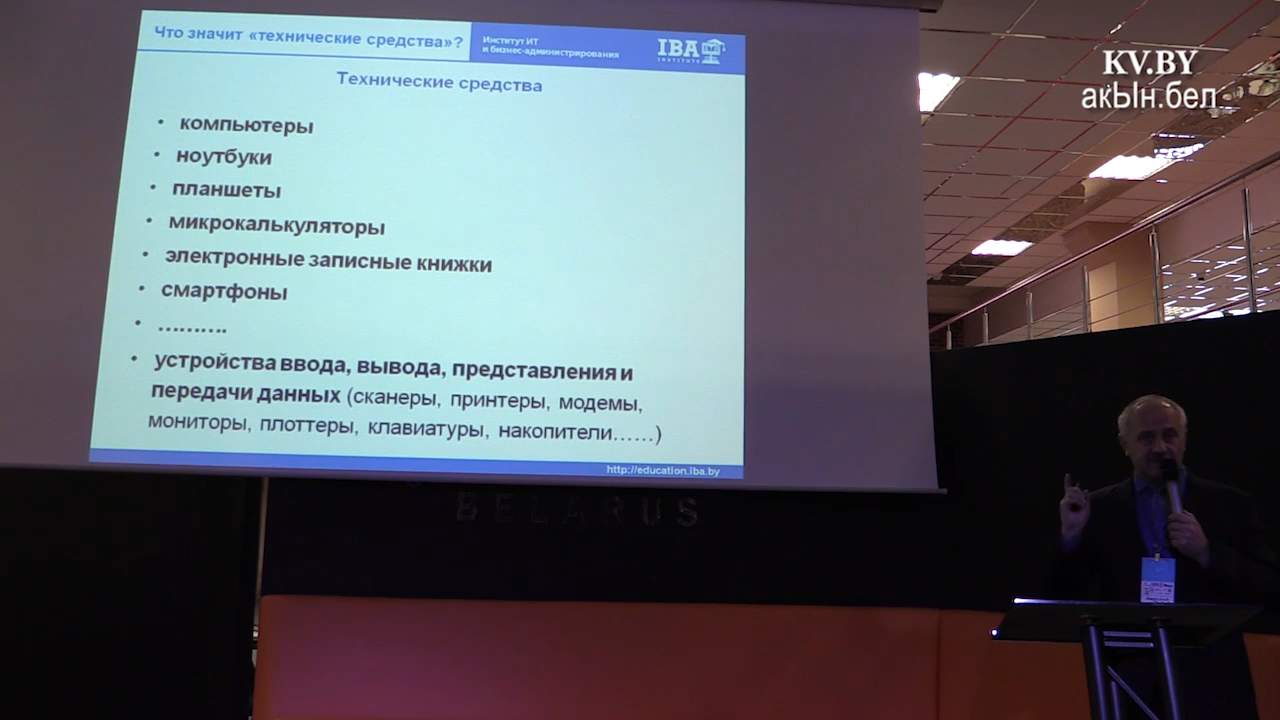 Что значит «технические средства»?
Институт ИТ
и бизнес-администрирования
IBA
INSTITUTE
KV.BY
акЫн.бел
Технические средства
• компьютеры
• ноутбуки
• планшеты
• микрокалькуляторы
• электронные записные книжки
• смартфоны
• ……….
• устройства ввода, вывода, представления и
передачи данных (сканеры, принтеры, модемы,
мониторы, плоттеры, клавиатуры, накопители……)
http://education.iba.by
BELARUS